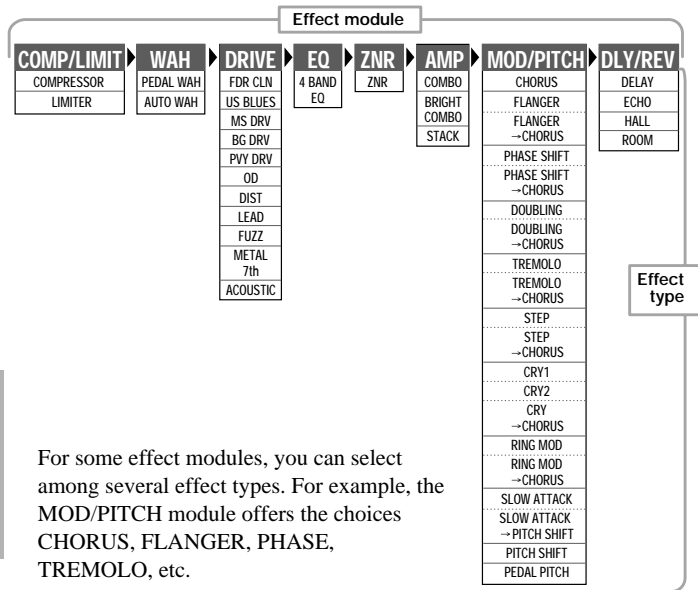 Effect module
COMP/LIMIT WAH DRIVE EQ ZNR AMP MOD/PITCH DLY/REV
COMPRESSOR
LIMITER
PEDAL WAH
AUTO WAH
FDR CLN
US BLUES
MS DRV
BG DRV
PVY DRV
OD
DIST
LEAD
FUZZ
METAL
7th
ACOUSTIC
4 BAND
EQ
ZNR
COMBO
BRIGHT
COMBO
STACK
CHORUS
FLANGER
FLANGER
→CHORUS
PHASE SHIFT
PHASE SHIFT
→CHORUS
DOUBLING
DOUBLING
→CHORUS
TREMOLO
TREMOLO
→CHORUS
STEP
STEP
→CHORUS
CRY1
CRY2
CRY
→CHORUS
RING MOD
RING MOD
→CHORUS
SLOW ATTACK
SLOW ATTACK
→PITCH SHIFT
PITCH SHIFT
PEDAL PITCH
DELAY
ECHO
HALL
ROOM
Effect
type
For some effect modules, you can select
among several effect types. For example, the
MOD/PITCH module offers the choices
CHORUS, FLANGER, PHASE,
TREMOLO, etc.